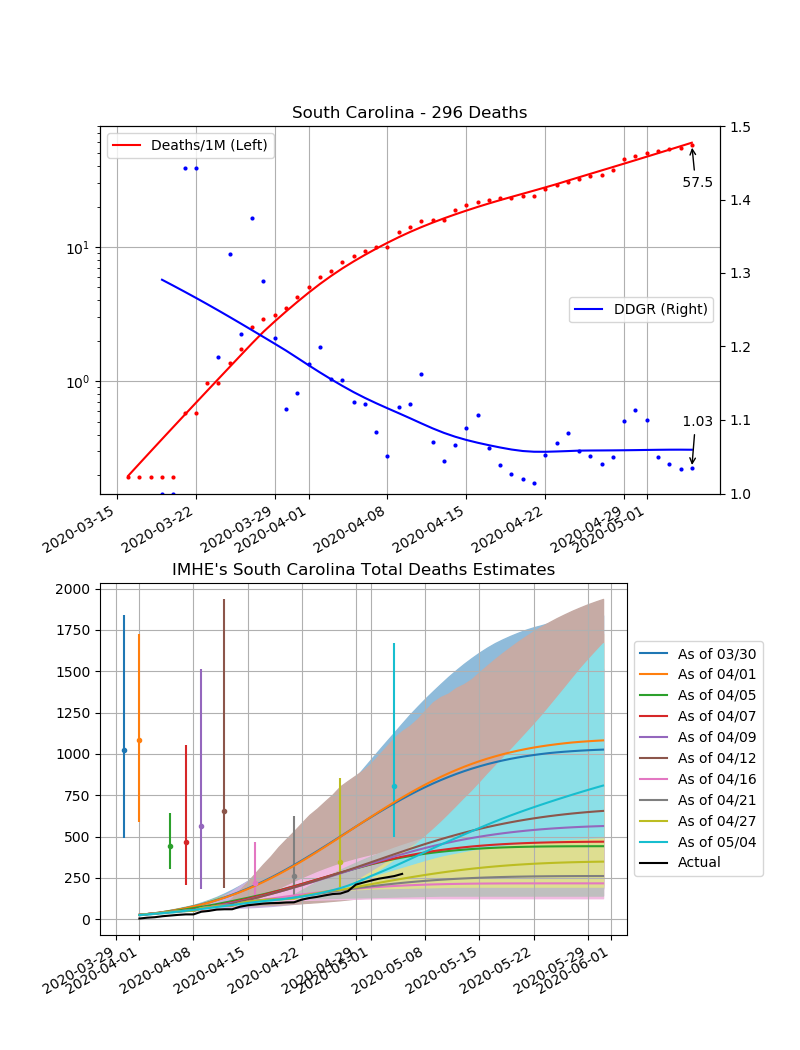 South Carolina - 296 Deaths
Deaths/1M (Left)
DDGR (Right)
57.5
1.03
10^1
10^0
1.5
1.4
1.3
1.2
1.1
1.0
2020-03-15
2020-03-22
2020-03-29
2020-04-01
2020-04-08
2020-04-15
2020-04-22
2020-04-29
2020-05-01
IMHE's South Carolina Total Deaths Estimates
2000
1750
1500
1250
1000
750
500
250
0
2020-03-29
2020-04-01
2020-04-08
2020-04-15
2020-04-22
2020-04-29
2020-05-01
2020-05-08
2020-05-15
2020-05-22
2020-05-29
2020-06-01
As of 03/30
As of 04/01
As of 04/05
As of 04/07
As of 04/09
As of 04/12
As of 04/16
As of 04/21
As of 04/27
As of 05/04
Actual